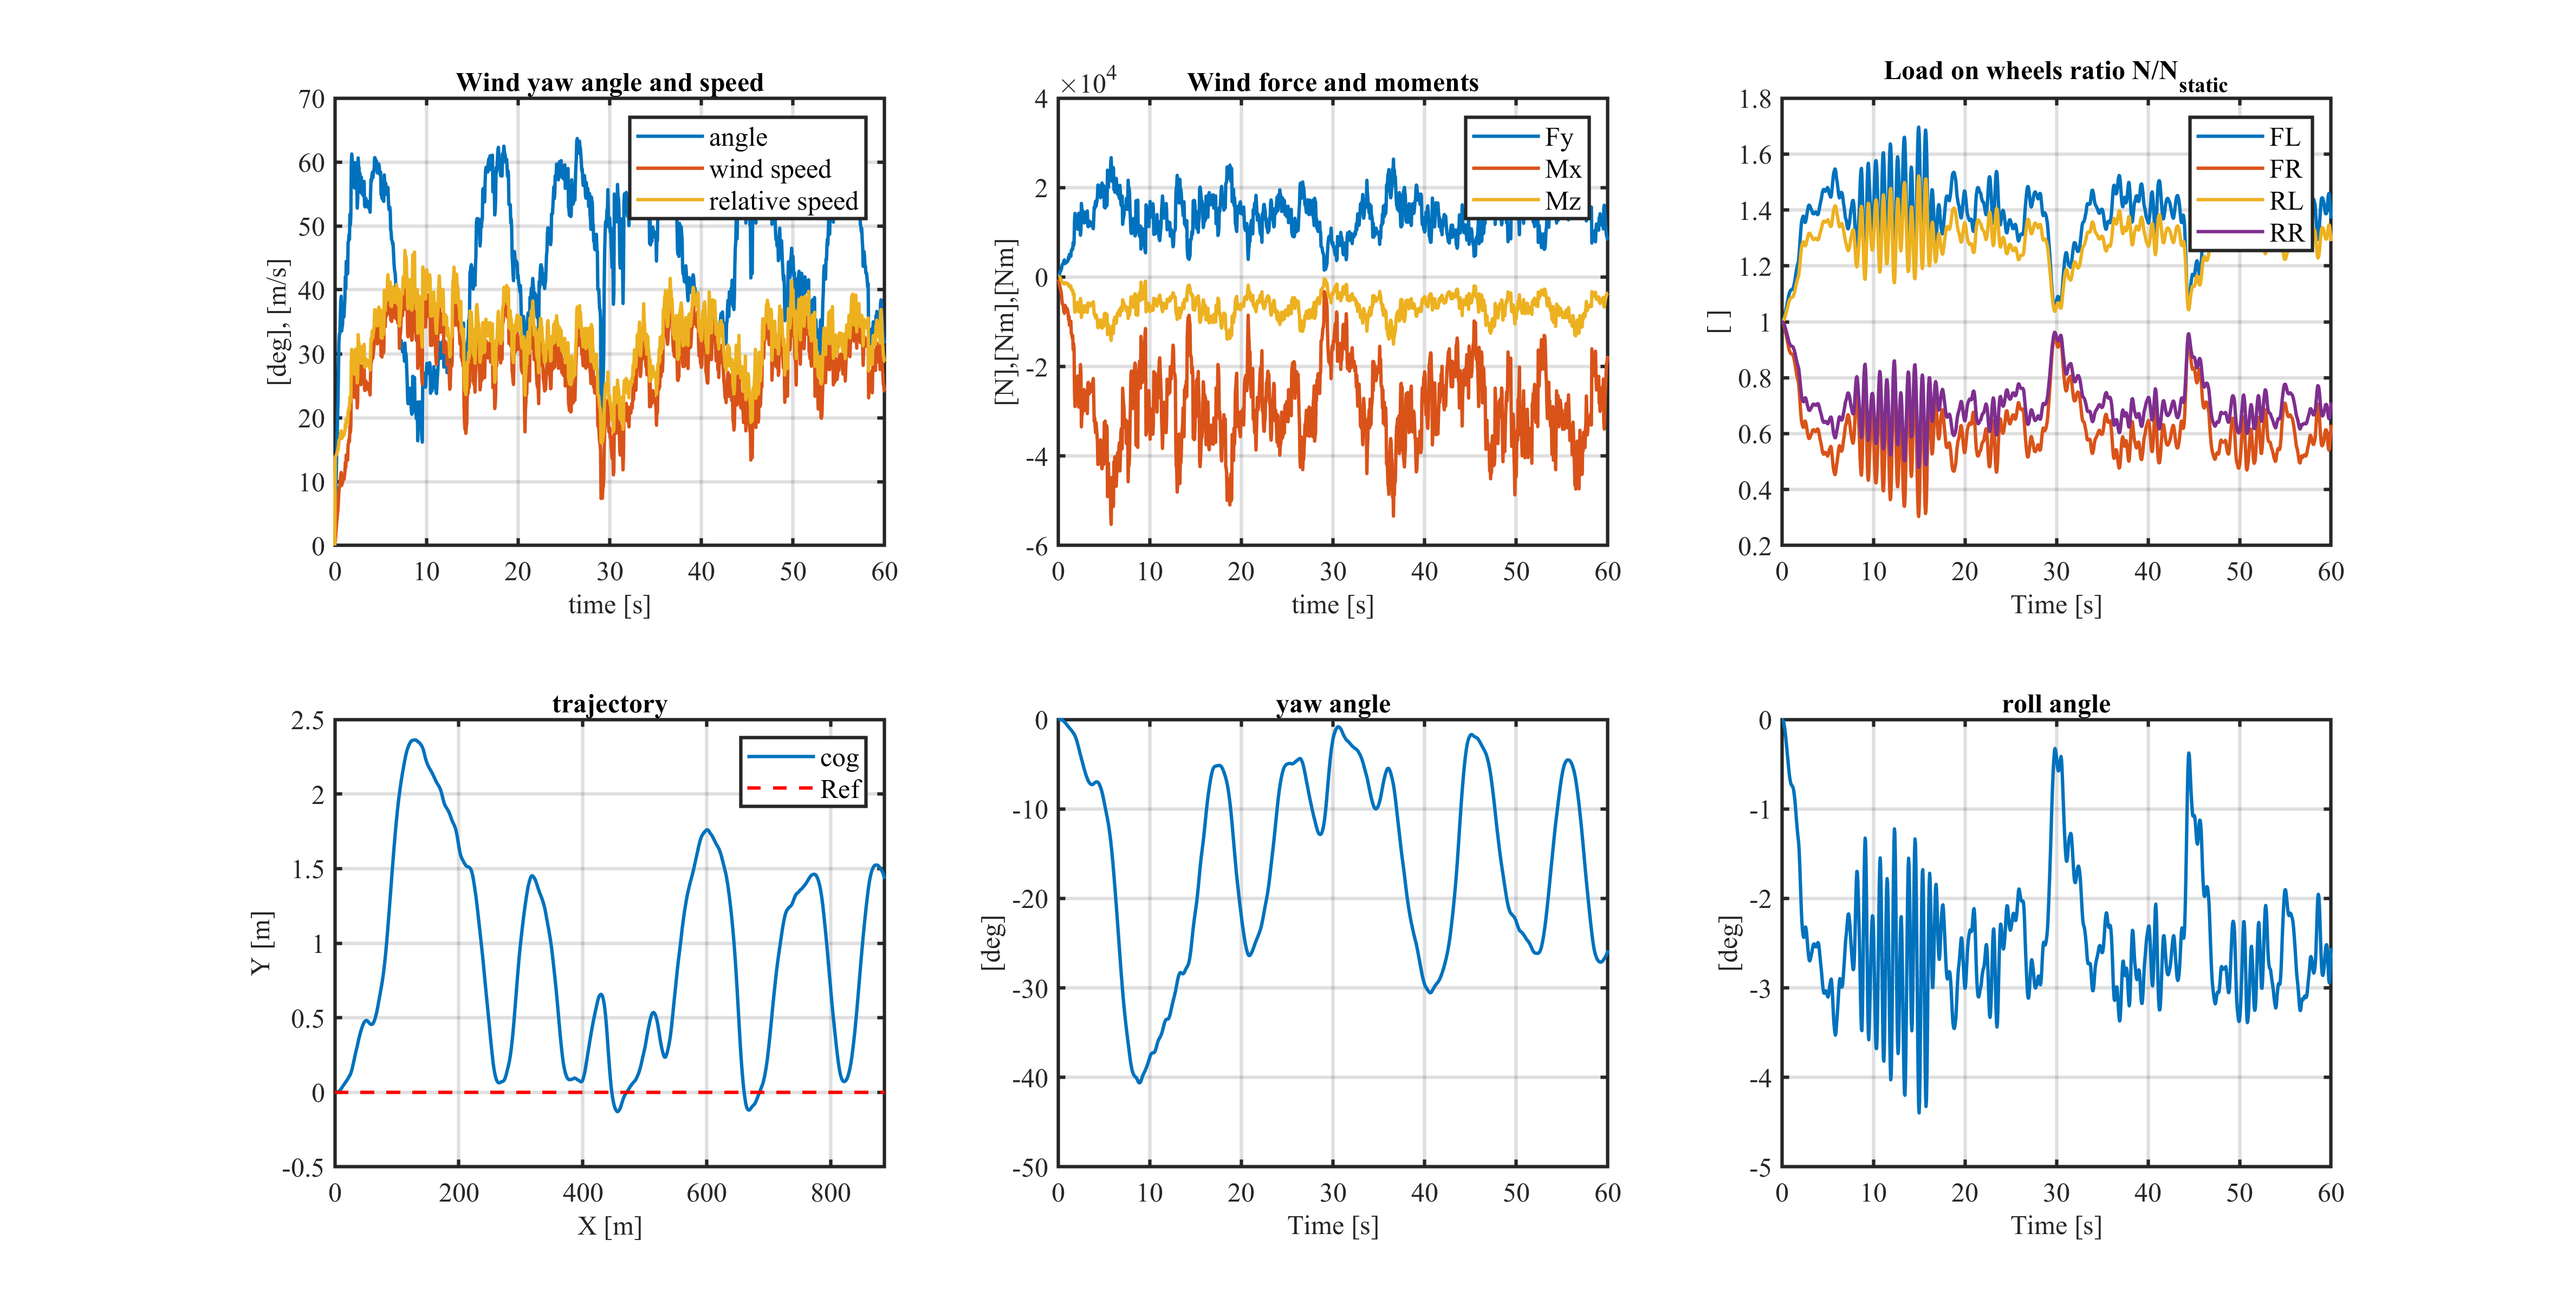 Wind yaw angle and speed
70
60
50
40
30
20
10
0
[deg], [m/s]
angle
wind speed
relative speed
0 10 20 30 40 50 60
time [s]
Wind force and moments
×10^4
4
2
0
-2
-4
-6
[N],[Nm],[Nm]
Fy
Mx
Mz
0 10 20 30 40 50 60
time [s]
Load on wheels ratio N/N_static
1.8
1.6
1.4
1.2
1
0.8
0.6
0.4
0.2
[ ]
FL
FR
RL
RR
0 10 20 30 40 50 60
Time [s]
trajectory
2.5
2
1.5
1
0.5
0
-0.5
Y [m]
cog
Ref
0 200 400 600 800
X [m]
yaw angle
0
-10
-20
-30
-40
-50
[deg]
0 10 20 30 40 50 60
Time [s]
roll angle
0
-1
-2
-3
-4
-5
[deg]
0 10 20 30 40 50 60
Time [s]